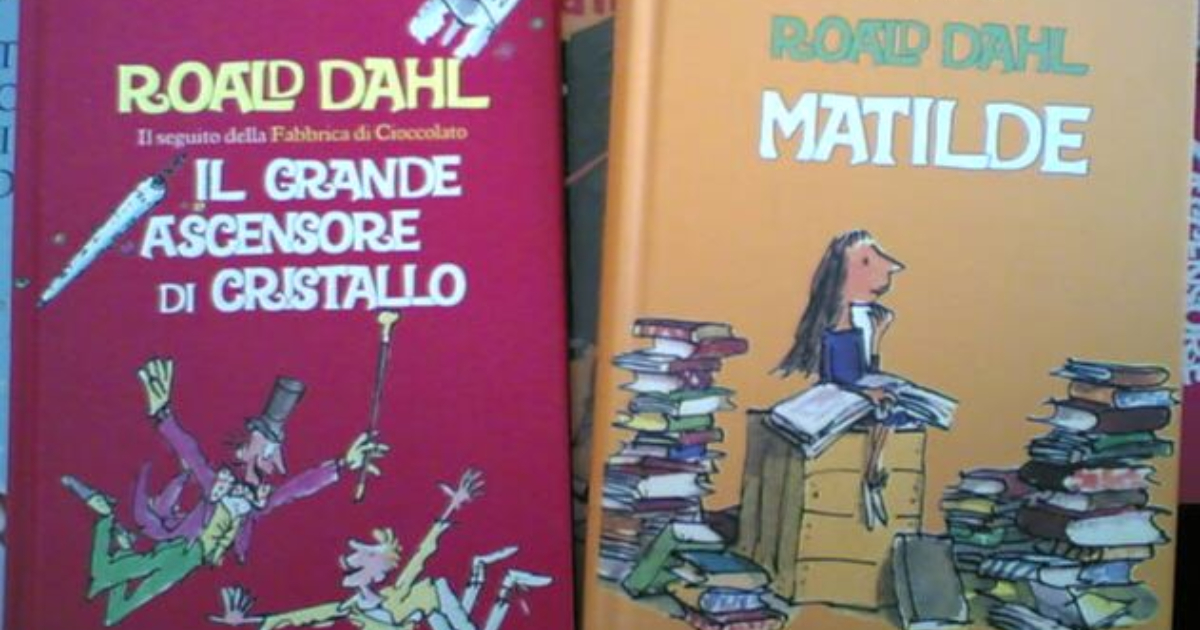 ROALD DAHL
Il seguito della Fabbrica di Cioccolato
IL GRANDE
ASCENSORE
DI CRISTALLO
ROALD DAHL
MATILDE